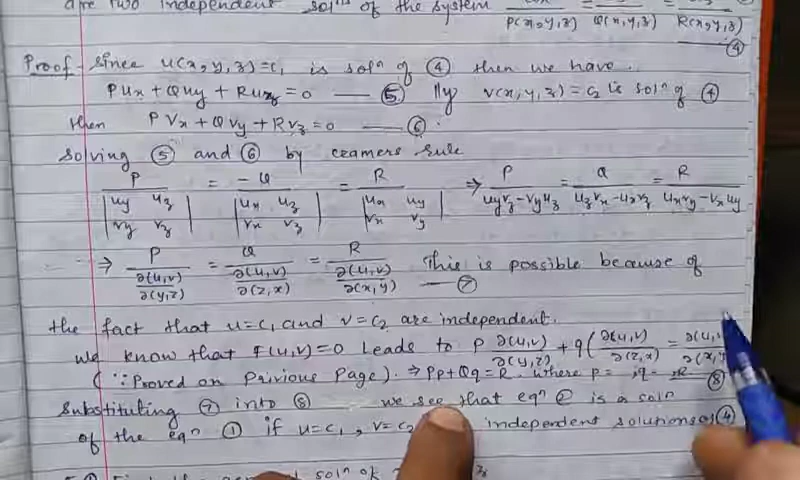 are two independent solns of the system
P(x,y,z) Q(x,y,z) R(x,y,z) — ④
Proof - Since u(x,y,z)=c₁ is soln of ④ then we have.
Pux + Quy + Ruz = 0 — ⑤ lly v(x,y,z) = c2 is soln of ④
then PVx + QVy + RVz = 0 — ⑥.
Solving ⑤ and ⑥ by cramers rule
P/|uy uz; vy vz| = -Q/|ux uz; vx vz| = R/|ux uy; vx vy| ⇒ P/(uyvz-vyuz) = Q/(uzvx-uxvz) = R/(uxvy-vxuy)
⇒ P/(∂(u,v)/∂(y,z)) = Q/(∂(u,v)/∂(z,x)) = R/(∂(u,v)/∂(x,y)) — ⑦ This is possible because of
the fact that u=c₁ and v=c₂ are independent.
we know that F(u,v)=0 leads to P ∂(u,v)/∂(y,z) + q(∂(u,v)/∂(z,x) = ∂(u,v
(∵ Proved on Privious Page). ⇒ Pp+Qq=R. where p= ⑧
Substituting ⑦ into ⑧ we see that eqn is a soln
of the eqn ① if u=c₁, v=c₂ independent solutions of ④
soln of